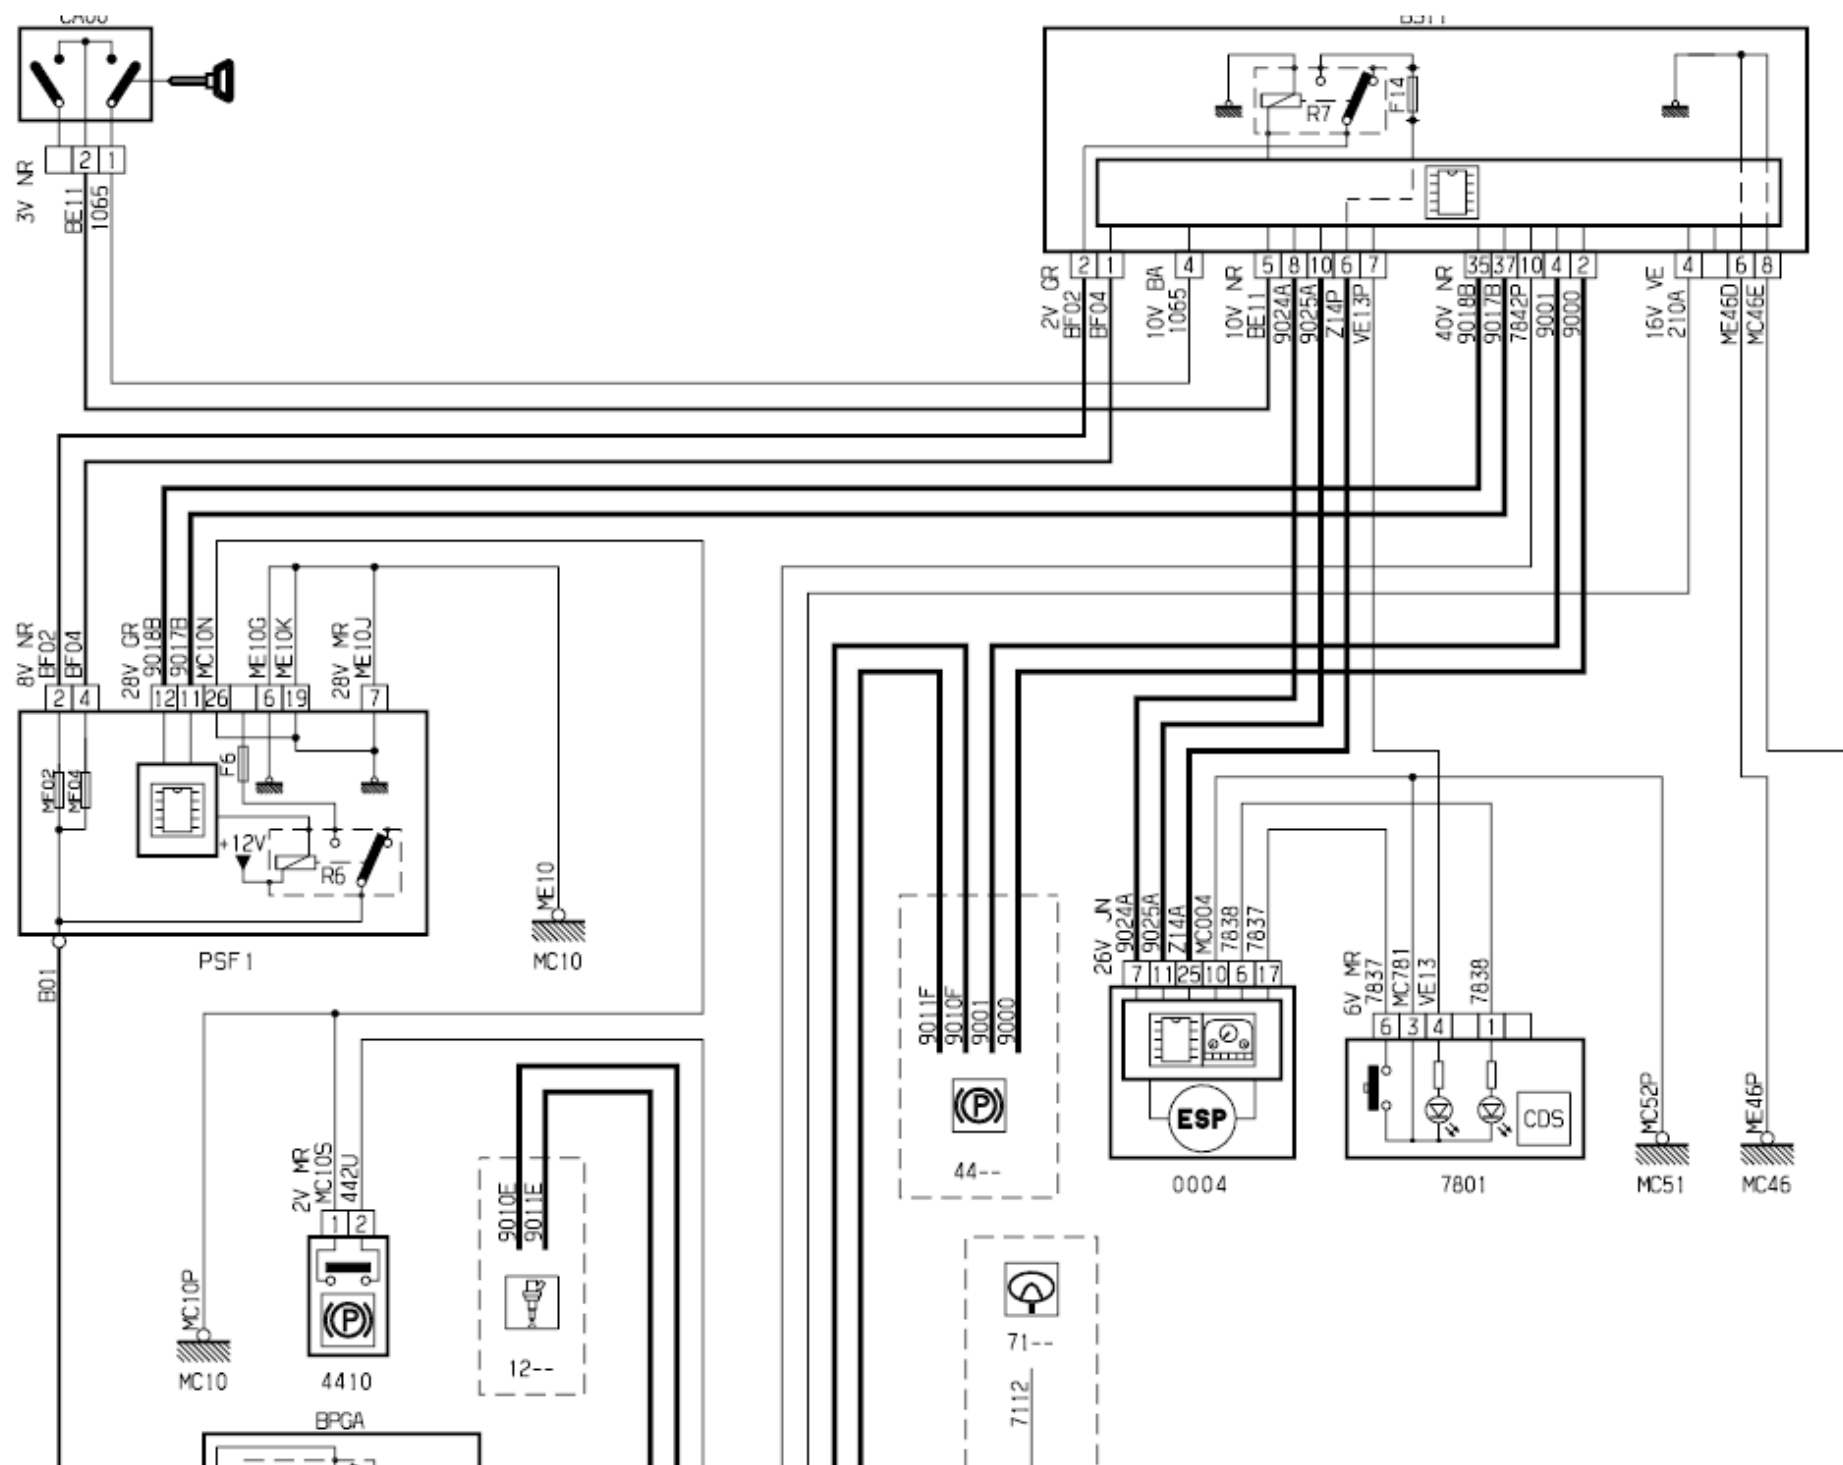 2 1
3V NR
BE11
1065
R7
F14
2 1 4 5 8 10 6 7 35 37 10 4 2 4 6 8
2V GR
BF02
BF04
10V BA
1065
10V NR
BE11
9024A
9025A
Z14P
VE13P
40V NR
9018B
9017B
7842P
9001
9000
16V VE
210A
ME46D
MC46E
8V NR
BF02
BF04
28V GR
9018B
9017B
MC10N
ME10G
ME10K
28V MR
ME10J
2 4 12 11 26 6 19 7
MF02
MF04
F6
+12V
R6
PSF1
B01
ME10
MC10
9011F
9010F
9001
9000
44--
26V JN
9024A
9025A
Z14A
MC004
7838
7837
7 11 25 10 6 17
ESP
0004
6V MR
7837
MC781
VE13
7838
6 3 4 1
CDS
7801
MC52P
MC51
ME46P
MC46
2V MR
MC10S
442U
1 2
P
4410
MC10P
MC10
9010E
9011E
12--
P
71--
7112
BPGA